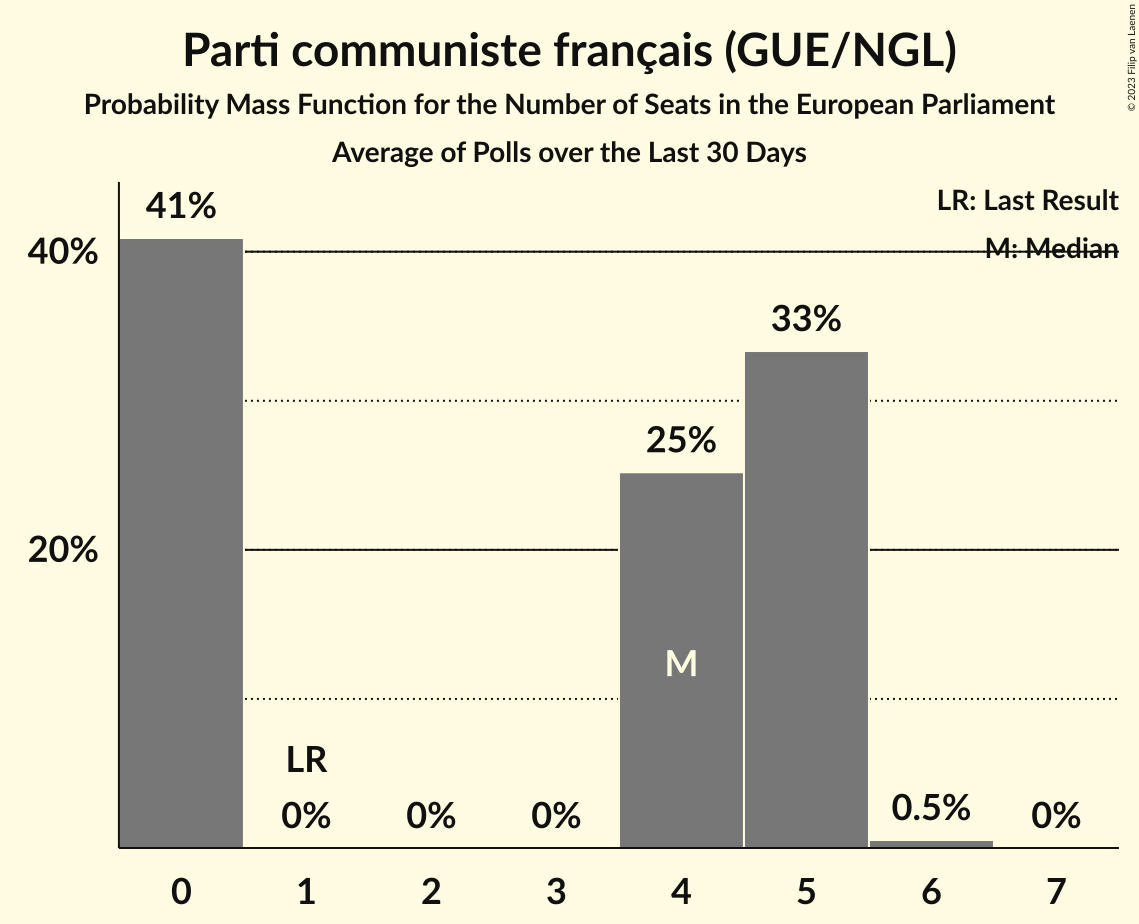 Parti communiste français (GUE/NGL)
Probability Mass Function for the Number of Seats in the European Parliament
Average of Polls over the Last 30 Days
© 2023 Filip van Laenen
LR: Last Result
M: Median
41%
40%
33%
25%
20%
M
LR
0%
0%
0%
0.5%
0%
0 1 2 3 4 5 6 7